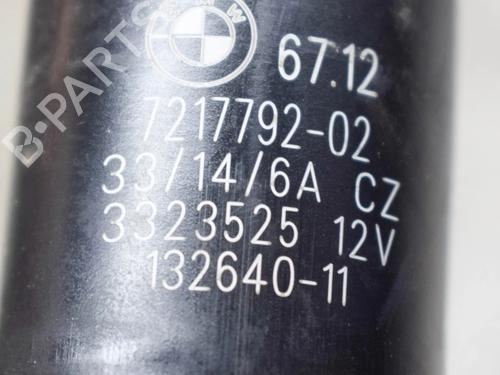 BMW
67.12
7217792-02
33/14/6A CZ
3323525 12V
132640-11
B-PARTS